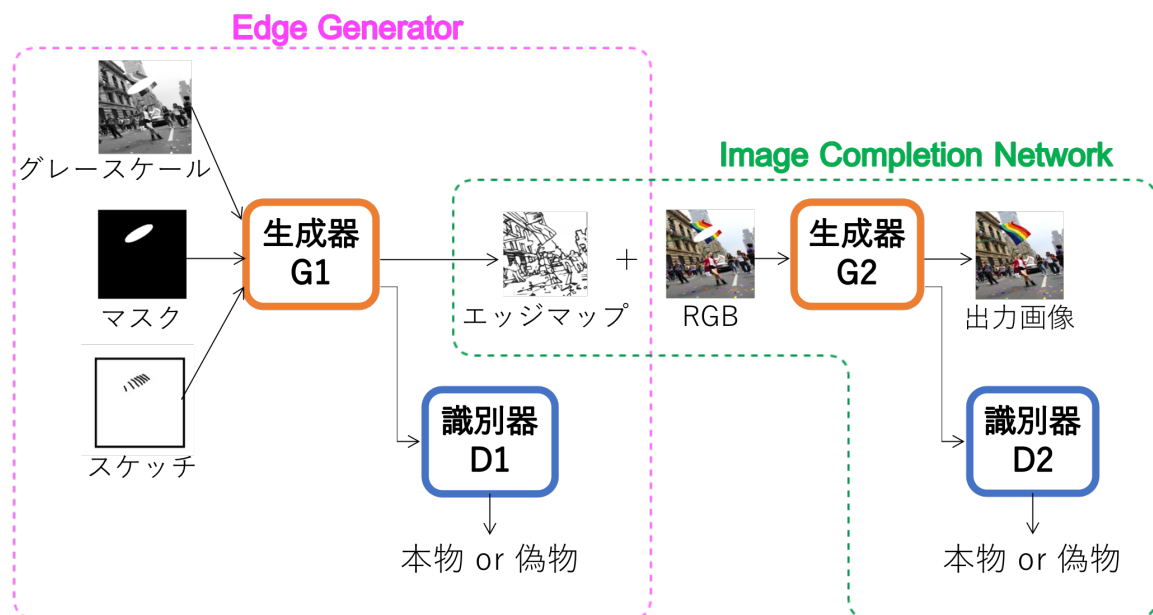 Edge Generator
グレースケール
マスク
スケッチ
生成器
G1
エッジマップ
+
識別器
D1
本物 or 偽物
Image Completion Network
RGB
生成器
G2
出力画像
識別器
D2
本物 or 偽物